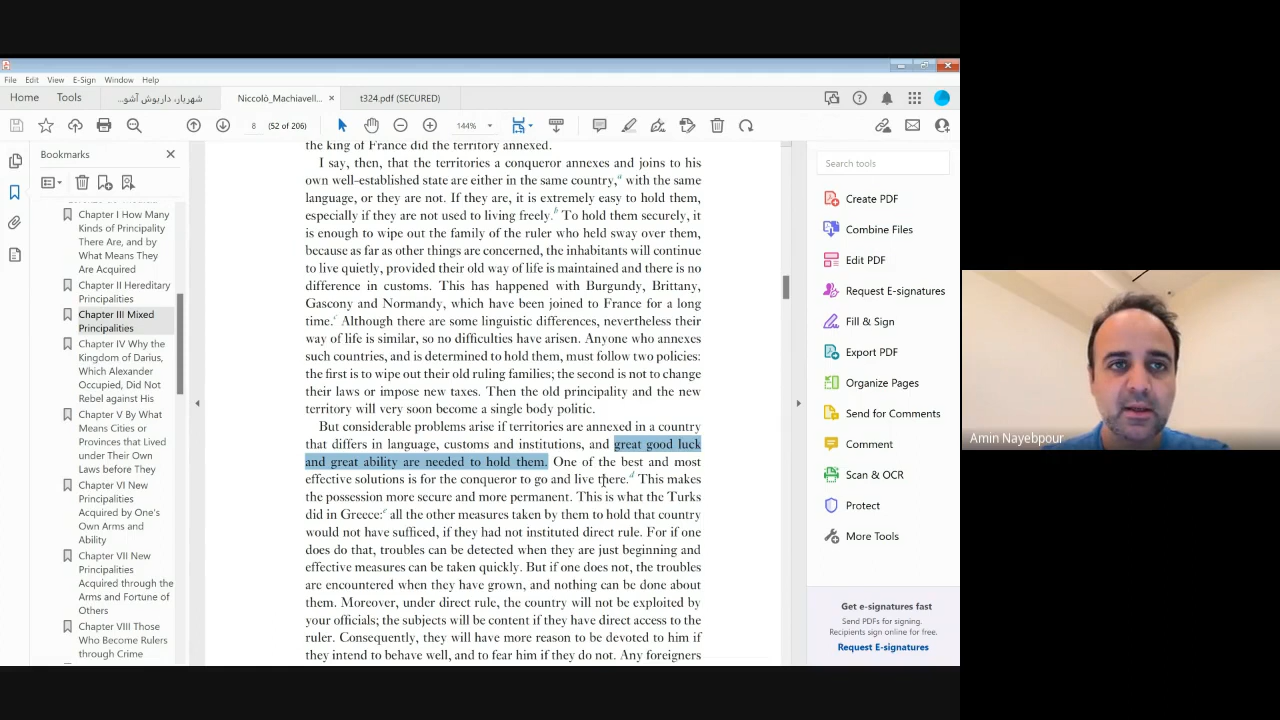 File Edit View E-Sign Window Help
Home Tools شهریار، داریوش آشو... Niccolò_Machiavell... × t324.pdf (SECURED)
8 (52 of 206) 144%
Bookmarks
Chapter I How Many
Kinds of Principality
There Are, and by
What Means They
Are Acquired
Chapter II Hereditary
Principalities
Chapter III Mixed
Principalities
Chapter IV Why the
Kingdom of Darius,
Which Alexander
Occupied, Did Not
Rebel against His
Chapter V By What
Means Cities or
Provinces that Lived
under Their Own
Laws before They
Chapter VI New
Principalities
Acquired by One's
Own Arms and
Ability
Chapter VII New
Principalities
Acquired through the
Arms and Fortune of
Others
Chapter VIII Those
Who Become Rulers
through Crime
the king of France did the territory annexed.
I say, then, that the territories a conqueror annexes and joins to his
own well-established state are either in the same country,a with the same
language, or they are not. If they are, it is extremely easy to hold them,
especially if they are not used to living freely.b To hold them securely, it
is enough to wipe out the family of the ruler who held sway over them,
because as far as other things are concerned, the inhabitants will continue
to live quietly, provided their old way of life is maintained and there is no
difference in customs. This has happened with Burgundy, Brittany,
Gascony and Normandy, which have been joined to France for a long
time.c Although there are some linguistic differences, nevertheless their
way of life is similar, so no difficulties have arisen. Anyone who annexes
such countries, and is determined to hold them, must follow two policies:
the first is to wipe out their old ruling families; the second is not to change
their laws or impose new taxes. Then the old principality and the new
territory will very soon become a single body politic.
But considerable problems arise if territories are annexed in a country
that differs in language, customs and institutions, and great good luck
and great ability are needed to hold them. One of the best and most
effective solutions is for the conqueror to go and live there.d This makes
the possession more secure and more permanent. This is what the Turks
did in Greece:e all the other measures taken by them to hold that country
would not have sufficed, if they had not instituted direct rule. For if one
does do that, troubles can be detected when they are just beginning and
effective measures can be taken quickly. But if one does not, the troubles
are encountered when they have grown, and nothing can be done about
them. Moreover, under direct rule, the country will not be exploited by
your officials; the subjects will be content if they have direct access to the
ruler. Consequently, they will have more reason to be devoted to him if
they intend to behave well, and to fear him if they do not. Any foreigners
Search tools
Create PDF
Combine Files
Edit PDF
Request E-signatures
Fill & Sign
Export PDF
Organize Pages
Send for Comments
Comment
Scan & OCR
Protect
More Tools
Get e-signatures fast
Send PDFs for signing.
Recipients sign online for free.
Request E-signatures
Amin Nayebpour